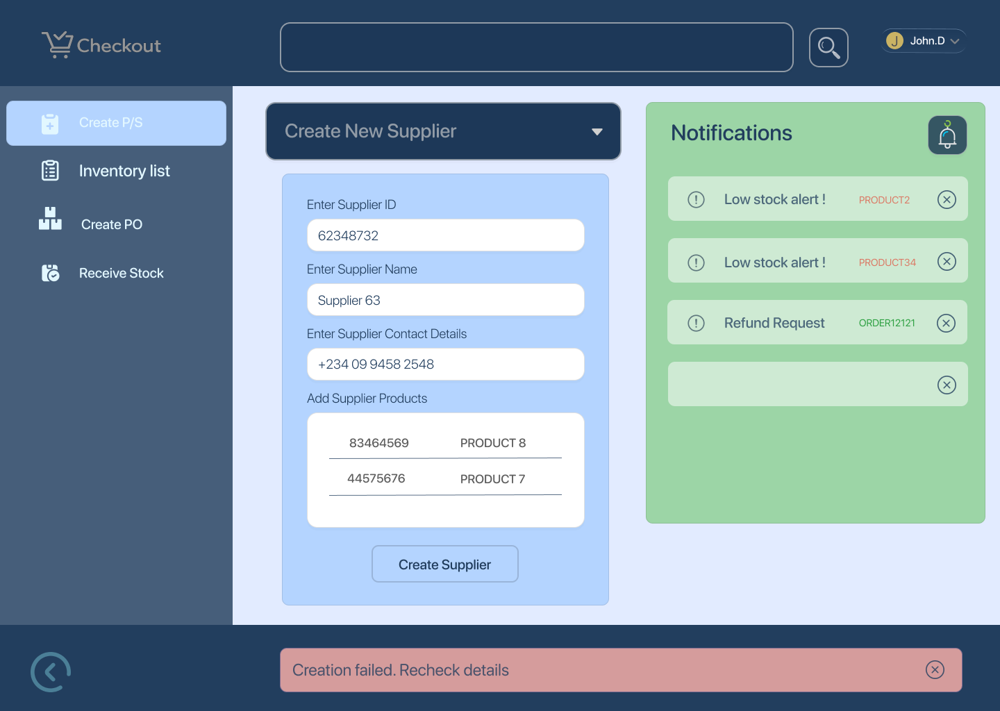 Checkout
J
John.D
Create P/S
Inventory list
Create PO
Receive Stock
Create New Supplier
Enter Supplier ID
62348732
Enter Supplier Name
Supplier 63
Enter Supplier Contact Details
+234 09 9458 2548
Add Supplier Products
83464569 PRODUCT 8
44575676 PRODUCT 7
Create Supplier
Notifications
Low stock alert ! PRODUCT2
Low stock alert ! PRODUCT34
Refund Request ORDER12121
Creation failed. Recheck details